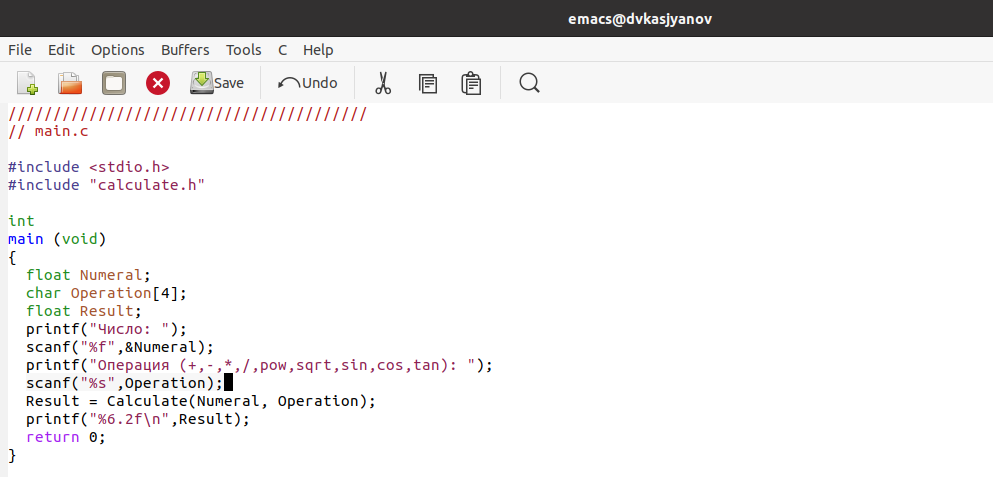 emacs@dvkasjyanov
File Edit Options Buffers Tools C Help
Save Undo
////////////////////////////////////////
// main.c
#include <stdio.h>
#include "calculate.h"
int
main (void)
{
  float Numeral;
  char Operation[4];
  float Result;
  printf("Число: ");
  scanf("%f",&Numeral);
  printf("Операция (+,-,*,/,pow,sqrt,sin,cos,tan): ");
  scanf("%s",Operation);
  Result = Calculate(Numeral, Operation);
  printf("%6.2f\n",Result);
  return 0;
}